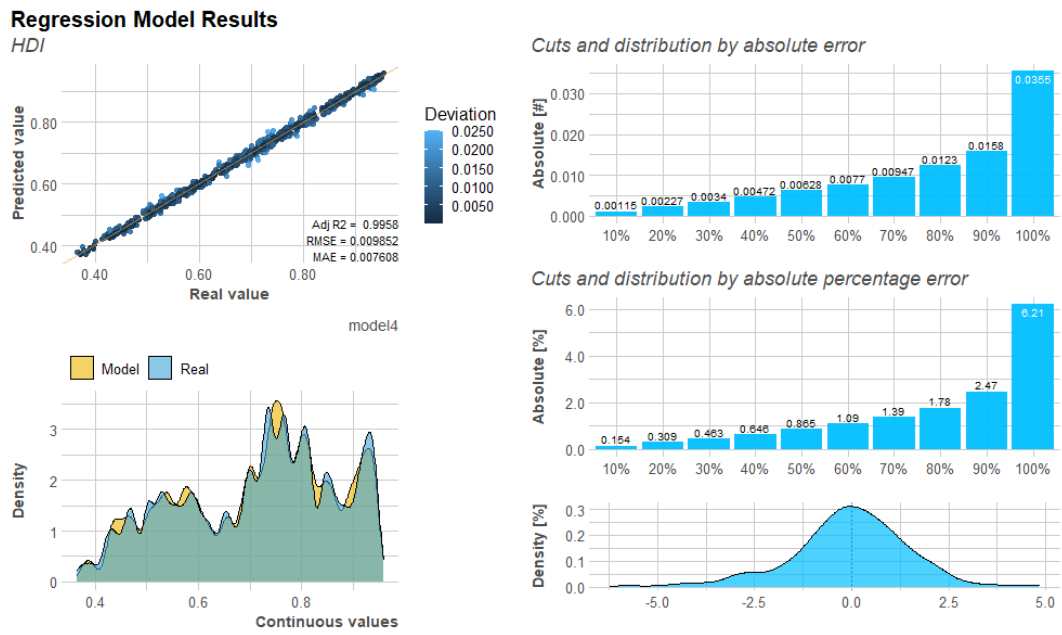 Regression Model Results
HDI
Predicted value
0.80
0.60
0.40
0.40 0.60 0.80
Real value
Adj R2 = 0.9958
RMSE = 0.009852
MAE = 0.007608
Deviation
0.0250
0.0200
0.0150
0.0100
0.0050
model4
Model Real
Density
3
2
1
0
0.4 0.6 0.8
Continuous values
Cuts and distribution by absolute error
Absolute [#]
0.030
0.020
0.010
0.000
0.00115 0.00227 0.0034 0.00472 0.00628 0.0077 0.00947 0.0123 0.0158 0.0355
10% 20% 30% 40% 50% 60% 70% 80% 90% 100%
Cuts and distribution by absolute percentage error
Absolute [%]
6.0
4.0
2.0
0.0
0.154 0.309 0.463 0.646 0.865 1.09 1.39 1.78 2.47 6.21
10% 20% 30% 40% 50% 60% 70% 80% 90% 100%
Density [%]
0.3
0.2
0.1
0.0
-5.0 -2.5 0.0 2.5 5.0